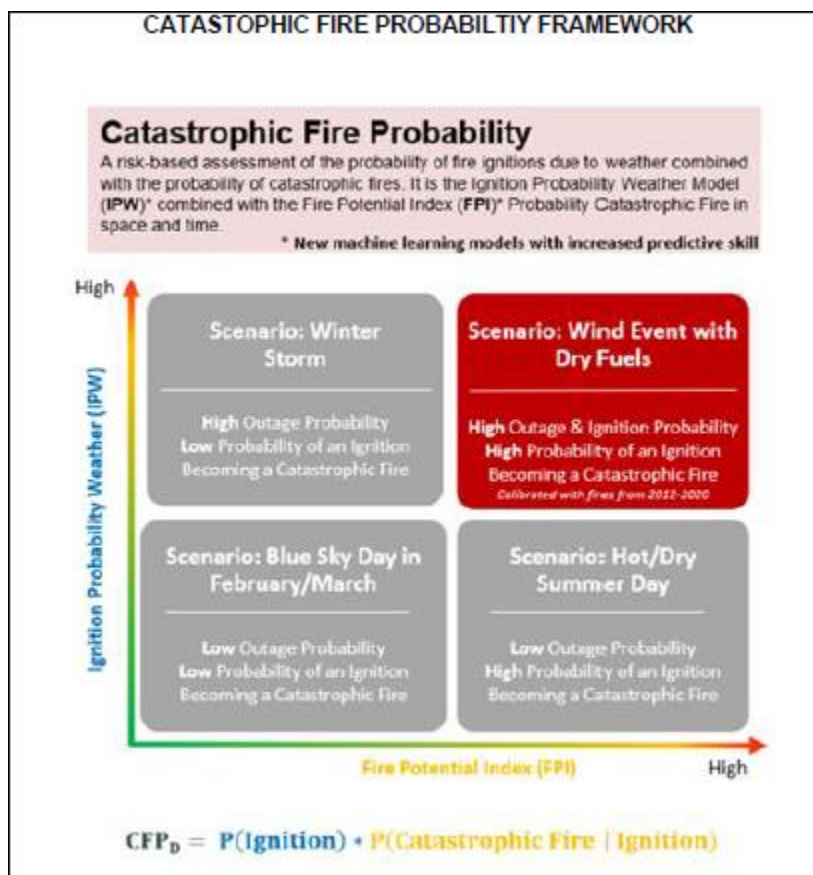 CATASTOPHIC FIRE PROBABILTIY FRAMEWORK
Catastrophic Fire Probability
A risk-based assessment of the probability of fire ignitions due to weather combined
with the probability of catastrophic fires. It is the Ignition Probability Weather Model
(IPW)* combined with the Fire Potential Index (FPI)* Probability Catastrophic Fire in
space and time.
* New machine learning models with increased predictive skill
High
Ignition Probability Weather (IPW)
Scenario: Winter
Storm
High Outage Probability
Low Probability of an Ignition
Becoming a Catastrophic Fire
Scenario: Wind Event with
Dry Fuels
High Outage & Ignition Probability
High Probability of an Ignition
Becoming a Catastrophic Fire
Calibrated with fires from 2012-2020
Scenario: Blue Sky Day in
February/March
Low Outage Probability
Low Probability of an Ignition
Becoming a Catastrophic Fire
Scenario: Hot/Dry
Summer Day
Low Outage Probability
High Probability of an Ignition
Becoming a Catastrophic Fire
Fire Potential Index (FPI)
High
CFP_D = P(Ignition) * P(Catastrophic Fire | Ignition)